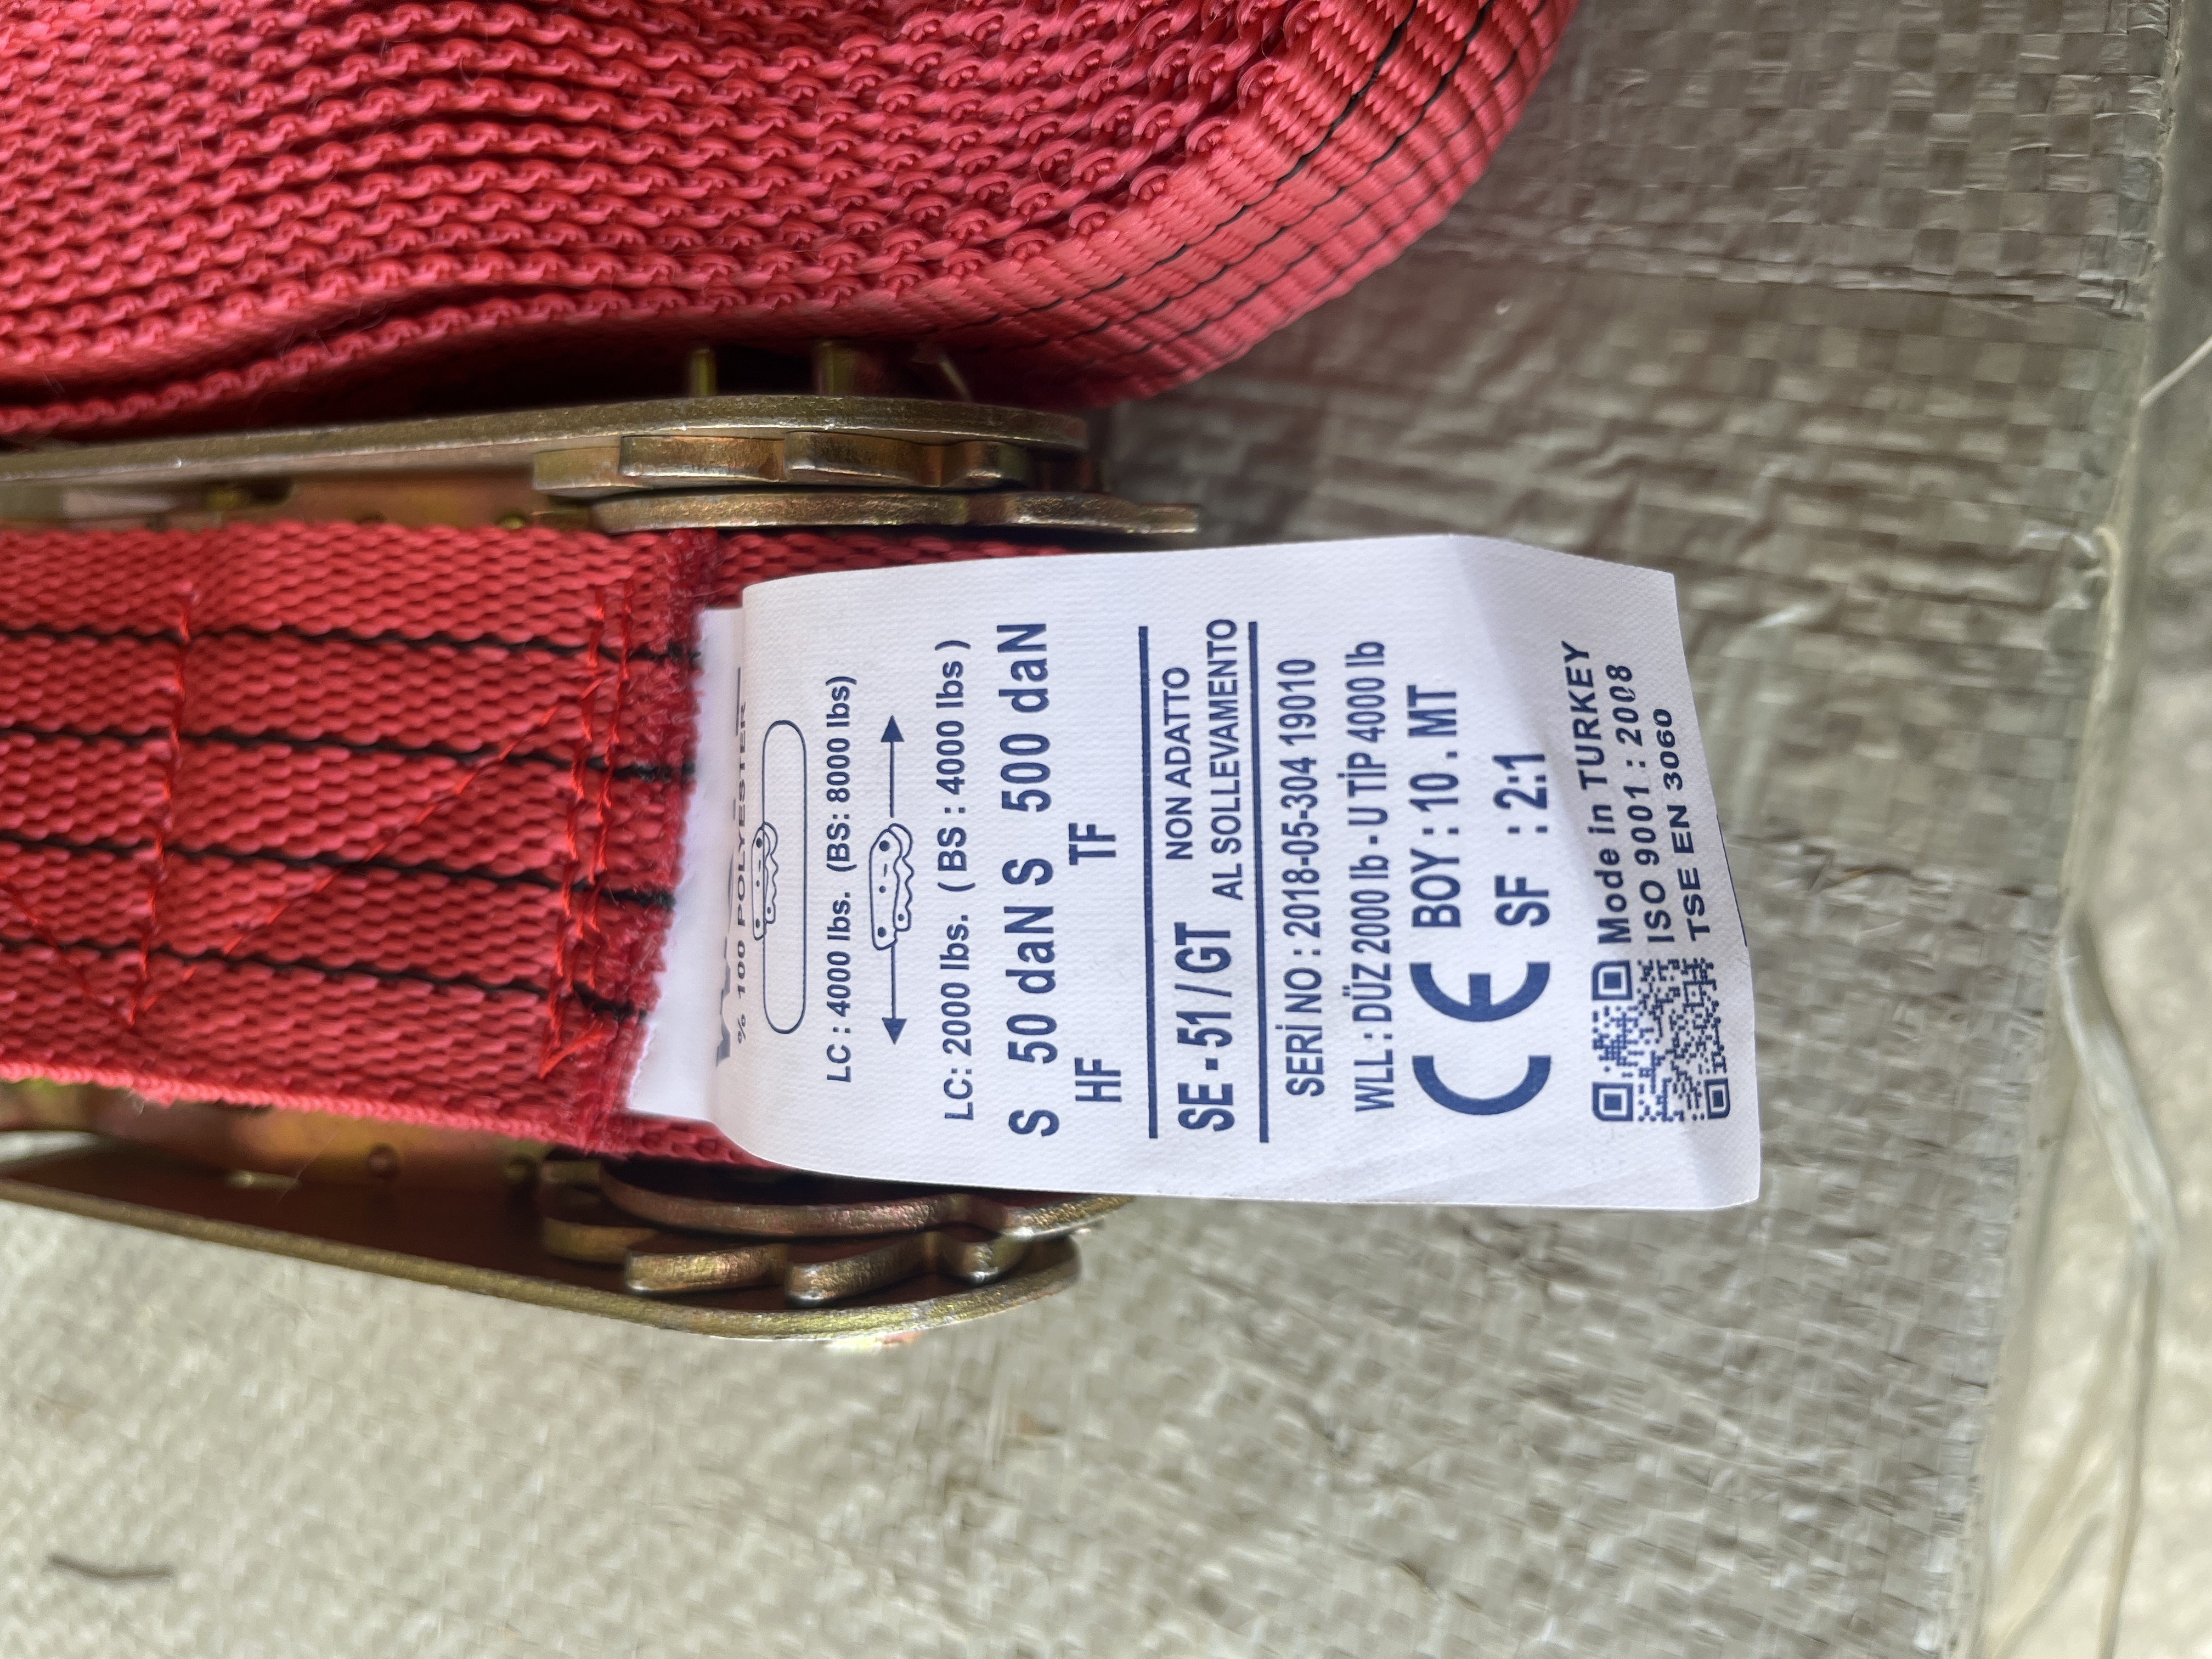 % 100 POLYESTER
LC : 4000 lbs. (BS: 8000 lbs)
LC: 2000 lbs. ( BS : 4000 lbs )
S 50 daN S 500 daN
HF TF
SE - 51 / GT NON ADATTO
AL SOLLEVAMENTO
SERİ NO : 2018-05-304 19010
WLL : DÜZ 2000 lb - U TİP 4000 lb
CE BOY : 10 . MT
SF : 2:1
Mode in TURKEY
ISO 9001 : 2008
TSE EN 3060